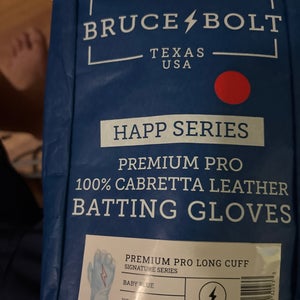 BRUCE BOLT
TEXAS
USA
HAPP SERIES
PREMIUM PRO
100% CABRETTA LEATHER
BATTING GLOVES
PREMIUM PRO LONG CUFF
SIGNATURE SERIES
BABY BLUE